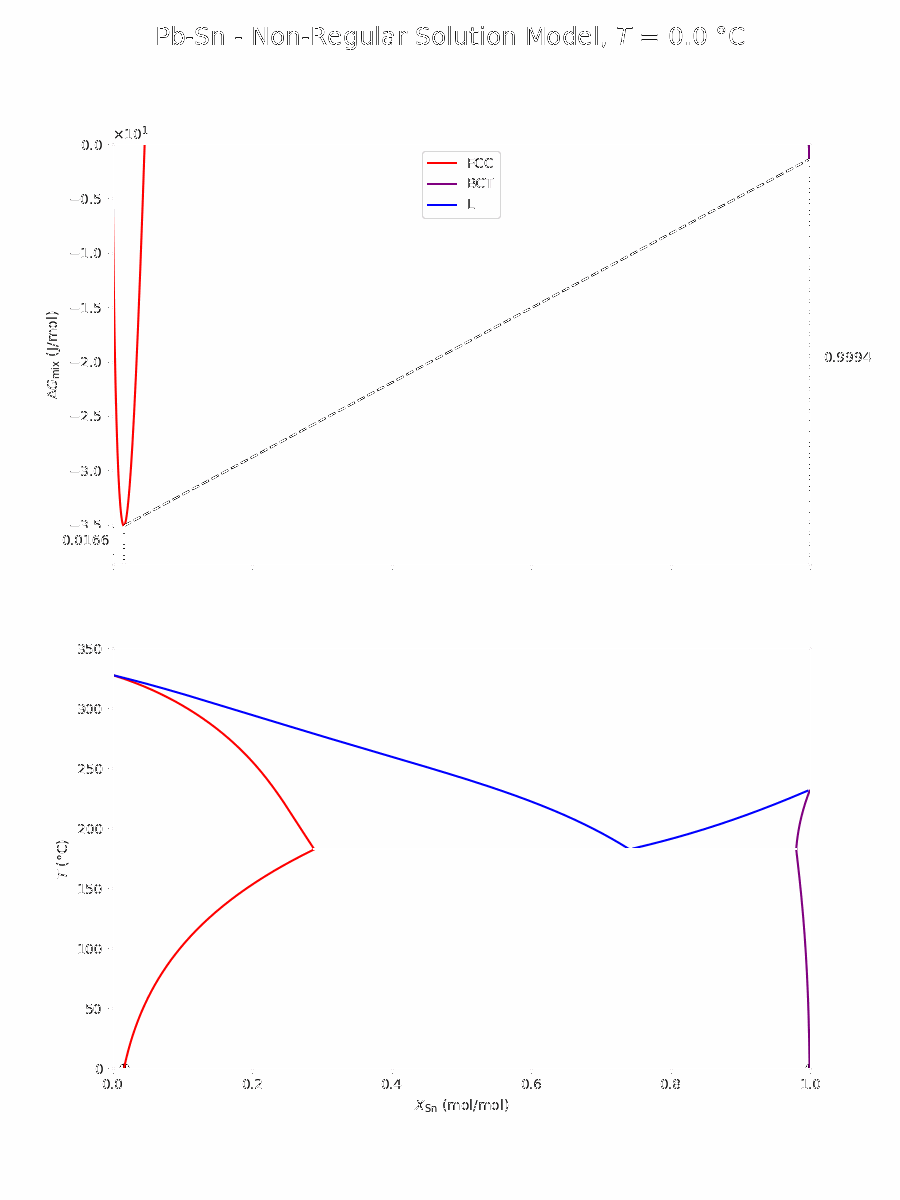 Pb-Sn - Non-Regular Solution Model, T = 0.0 °C
×10¹
0.0
−0.5
−1.0
−1.5
−2.0
−2.5
−3.0
−3.5
ΔG_mix (J/mol)
FCC
BCT
L
0.9994
0.0166
350
300
250
200
150
100
50
0
T (°C)
0.0 0.2 0.4 0.6 0.8 1.0
X_Sn (mol/mol)